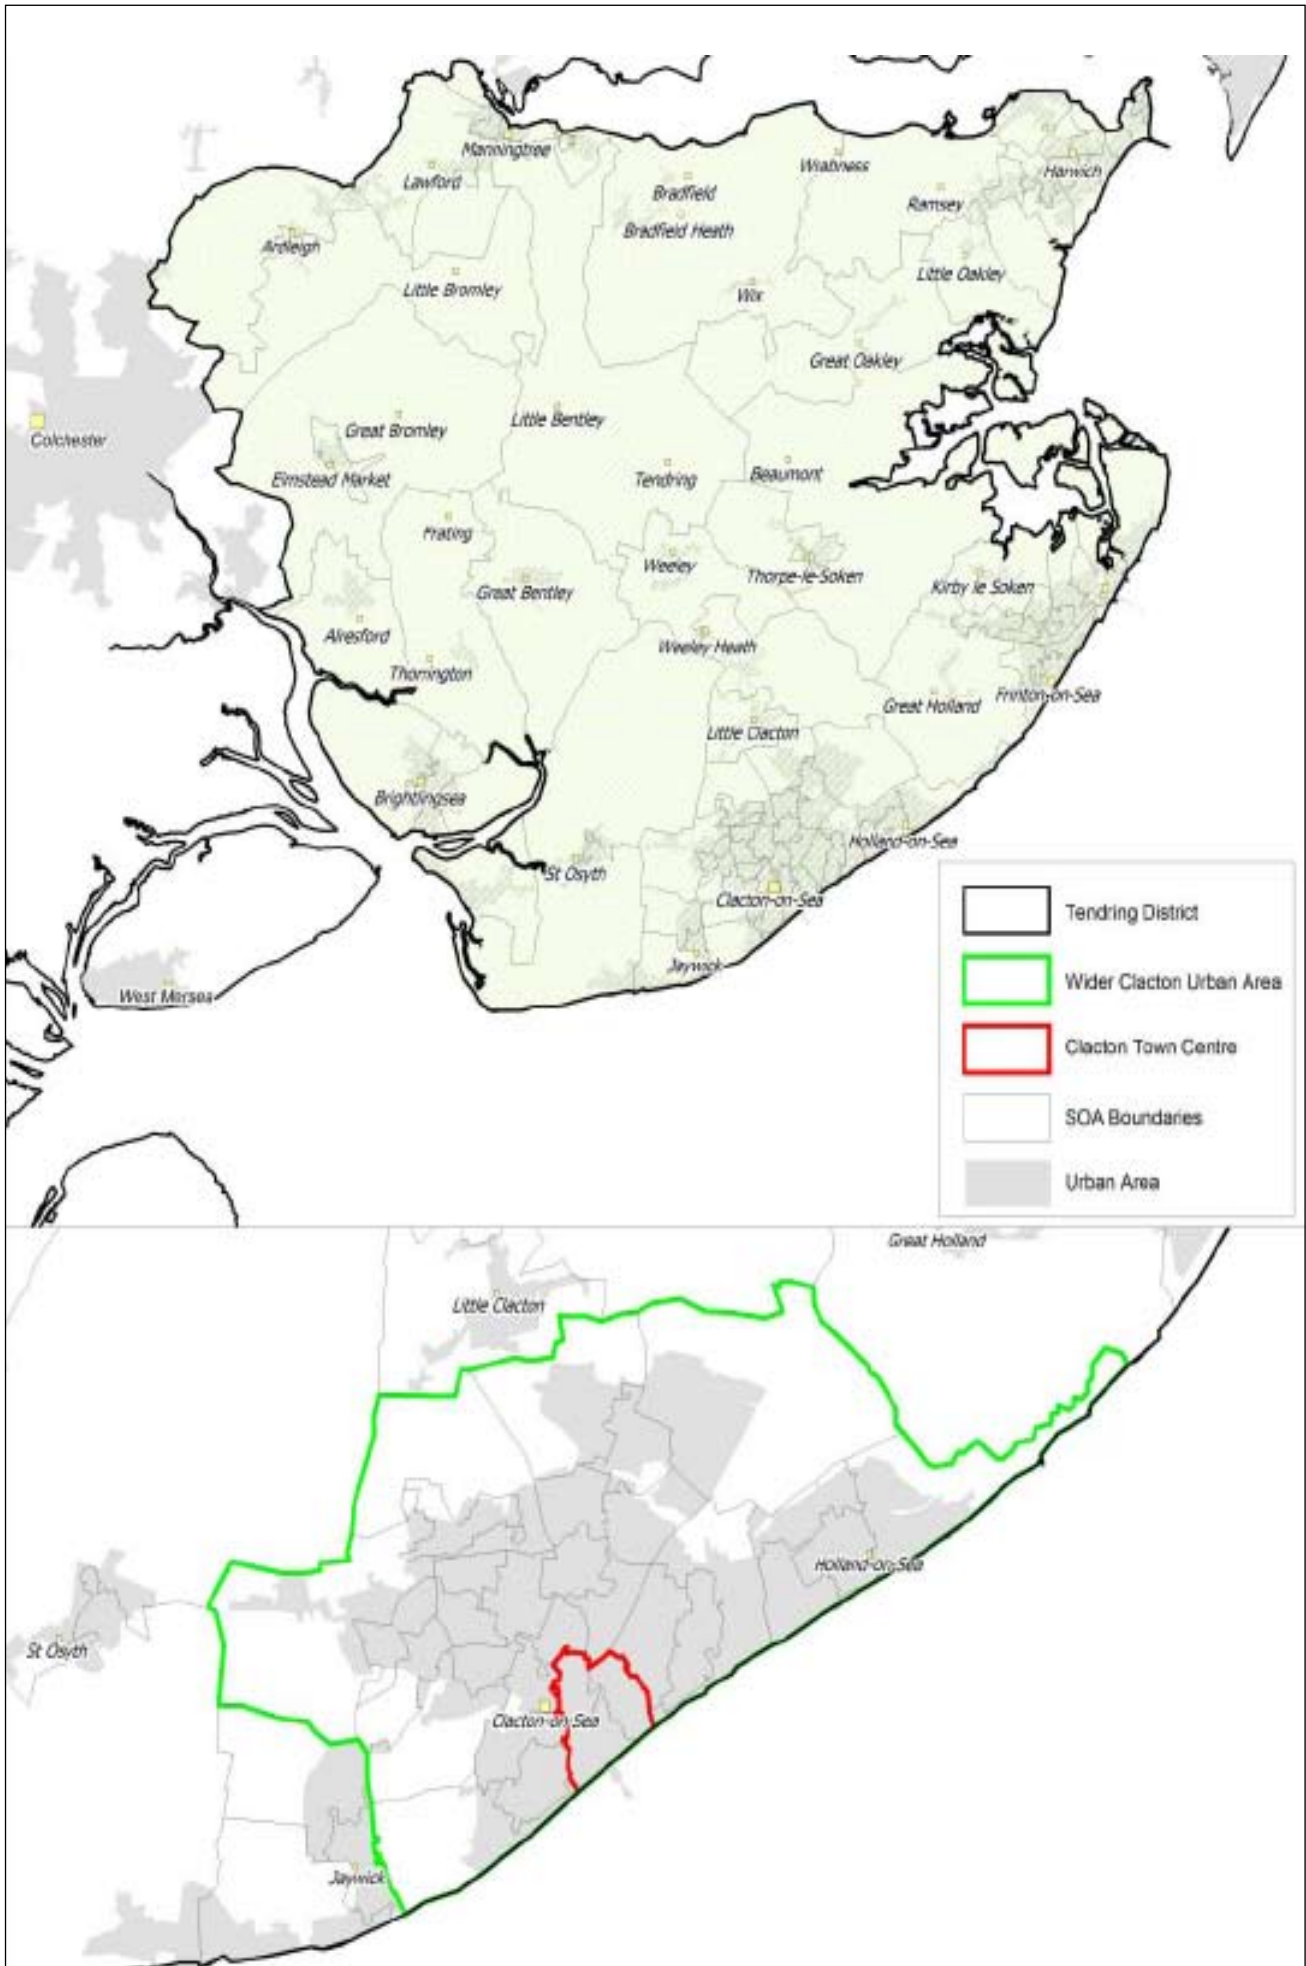 Manningtree
Wrabness
Harwich
Lawford
Bradfield
Ramsey
Bradfield Heath
Ardleigh
Little Oakley
Little Bromley
Wix
Great Oakley
Little Bentley
Great Bromley
Colchester
Elmstead Market
Tendring
Beaumont
Frating
Weeley
Thorpe-le-Soken
Kirby le Soken
Great Bentley
Alresford
Weeley Heath
Thorrington
Frinton-on-Sea
Great Holland
Little Clacton
Brightlingsea
Holland-on-Sea
St Osyth
Clacton-on-Sea
Jaywick
West Mersea
Tendring District
Wider Clacton Urban Area
Clacton Town Centre
SOA Boundaries
Urban Area
Great Holland
Little Clacton
Holland-on-Sea
St Osyth
Clacton-on-Sea
Jaywick